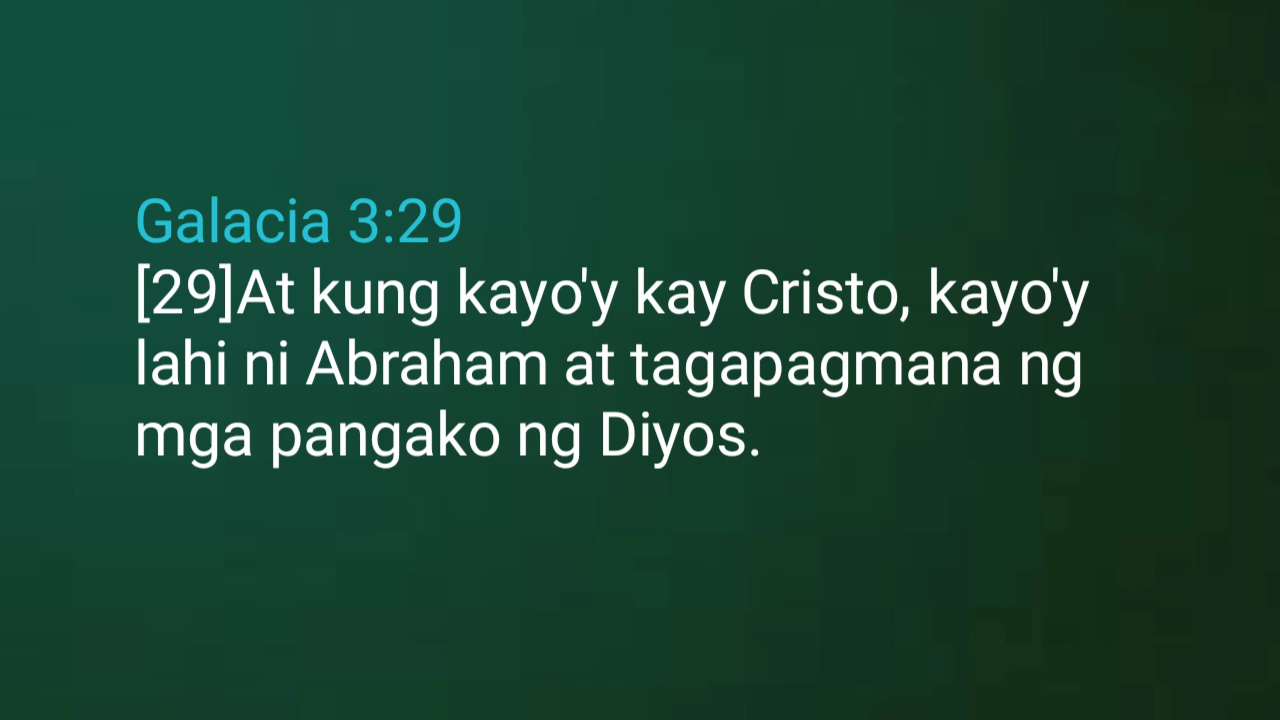 Galacia 3:29
[29]At kung kayo'y kay Cristo, kayo'y
lahi ni Abraham at tagapagmana ng
mga pangako ng Diyos.